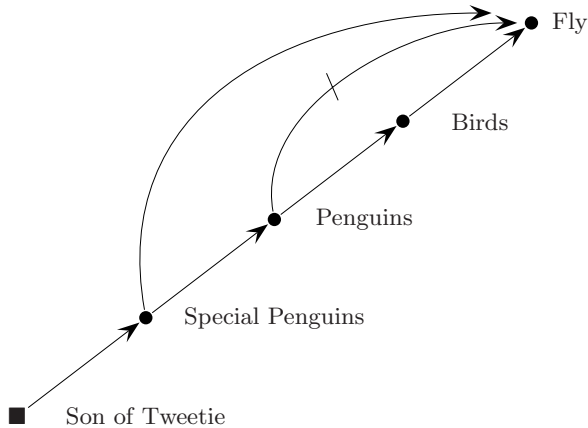 Fly
Birds
Penguins
Special Penguins
Son of Tweetie